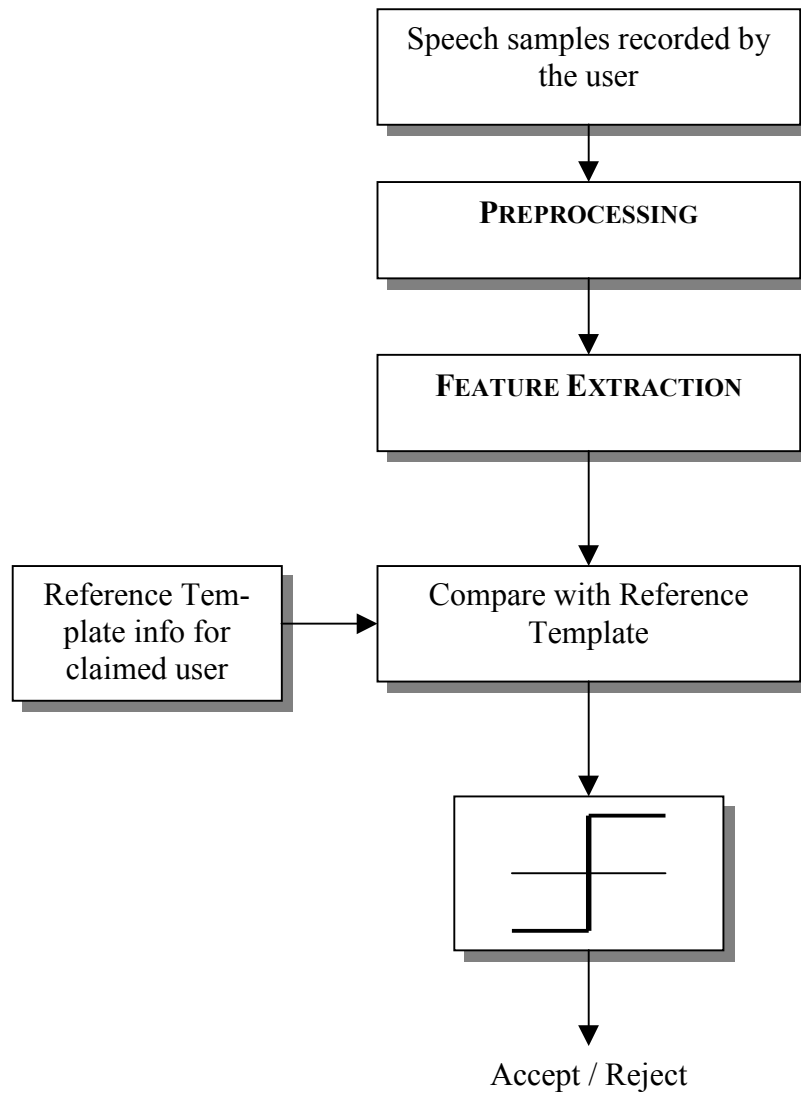 Speech samples recorded by
the user
PREPROCESSING
FEATURE EXTRACTION
Reference Tem-
plate info for
claimed user
Compare with Reference
Template
Accept / Reject